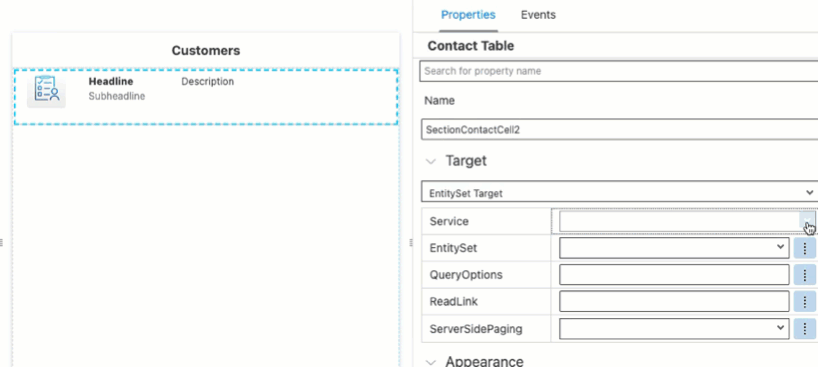 Properties Events
Customers
Contact Table
Headline Description
Subheadline
Search for property name
Name
SectionContactCell2
Target
EntitySet Target
Service
EntitySet
QueryOptions
ReadLink
ServerSidePaging
Appearance